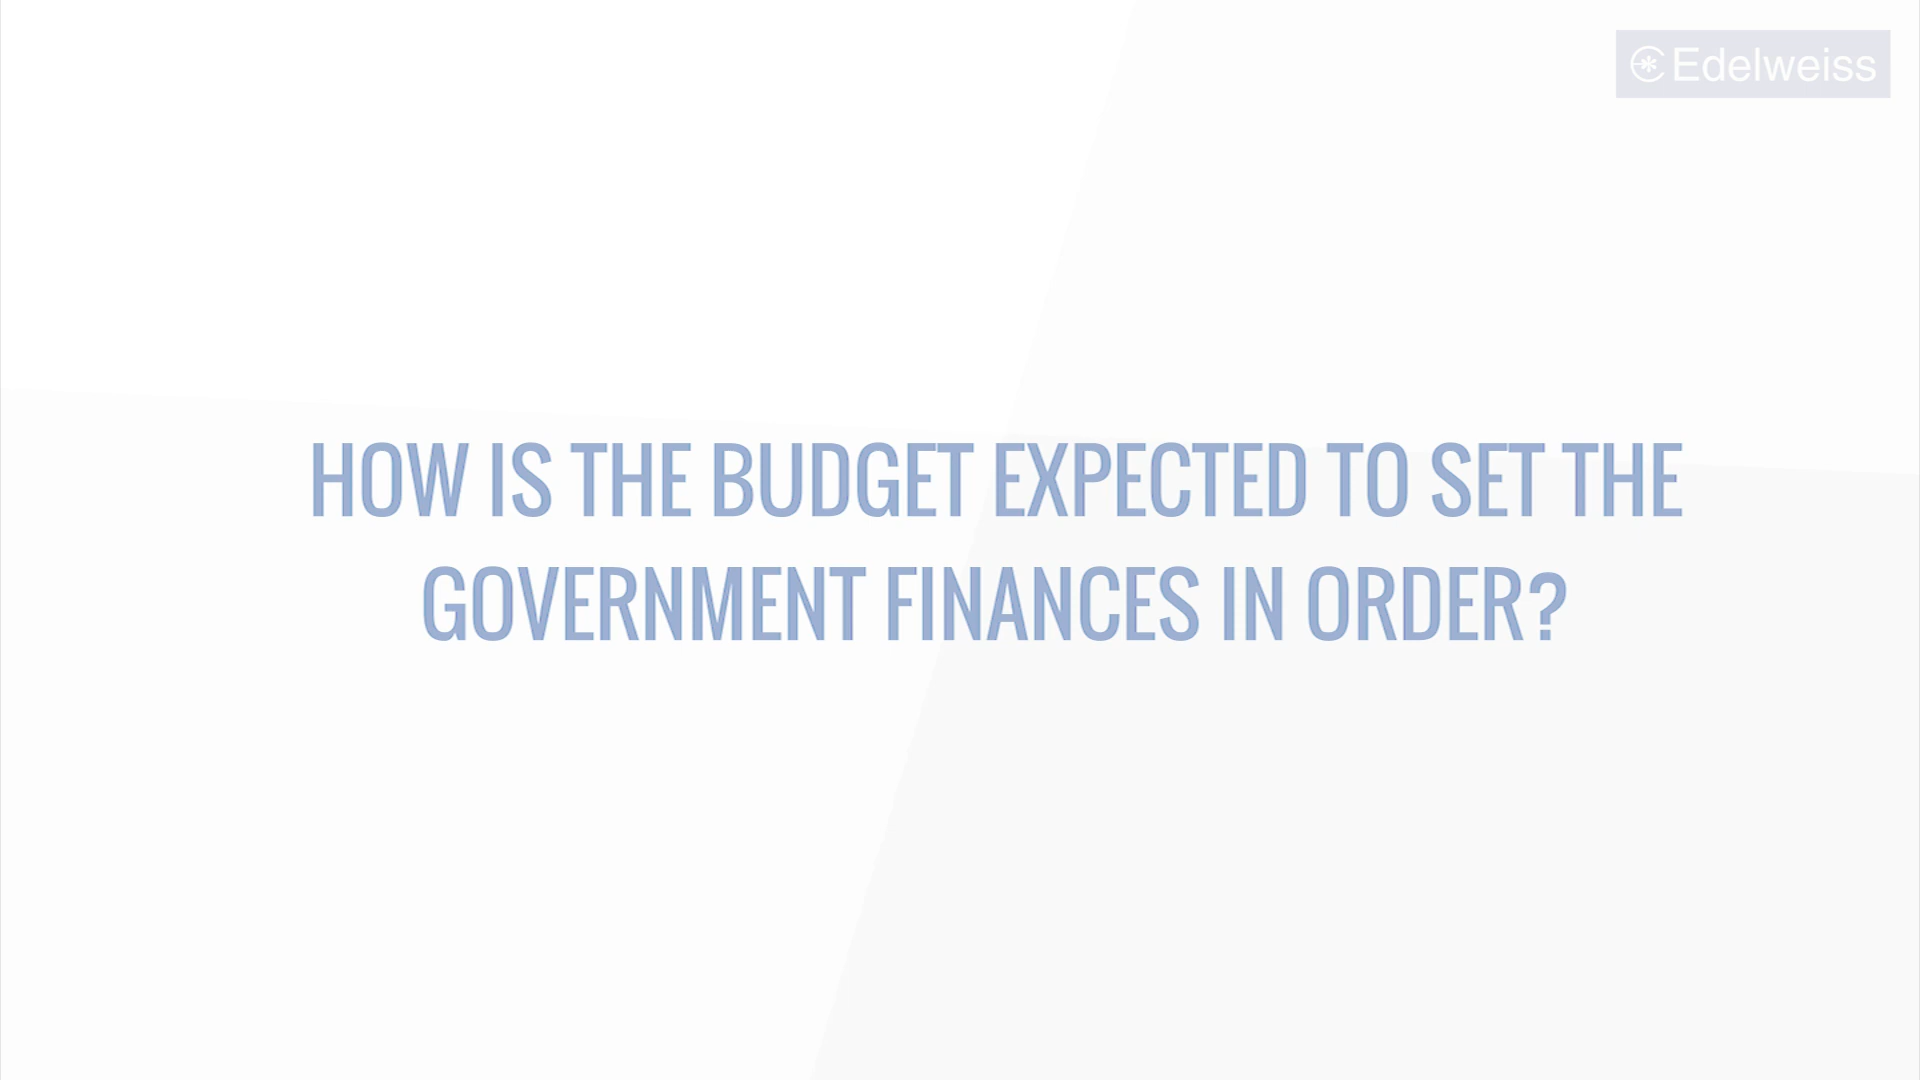 Edelweiss
HOW IS THE BUDGET EXPECTED TO SET THE
GOVERNMENT FINANCES IN ORDER?